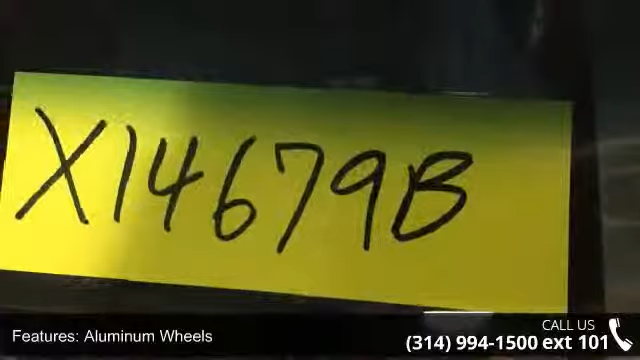 X14679B
Features: Aluminum Wheels
CALL US
(314) 994-1500 ext 101